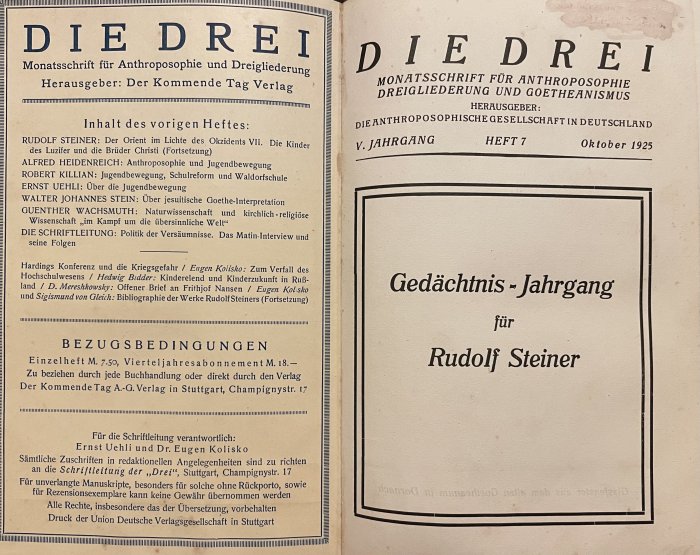 DIE DREI
Monatsschrift für Anthroposophie und Dreigliederung
Herausgeber: Der Kommende Tag Verlag
Inhalt des vorigen Heftes:
RUDOLF STEINER: Der Orient im Lichte des Okzidents VII. Die Kinder
des Luzifer und die Brüder Christi (Fortsetzung)
ALFRED HEIDENREICH: Anthroposophie und Jugendbewegung
ROBERT KILLIAN: Jugendbewegung, Schulreform und Waldorfschule
ERNST UEHLI: Über die Jugendbewegung
WALTER JOHANNES STEIN: Über jesuitische Goethe-Interpretation
GUENTHER WACHSMUTH: Naturwissenschaft und kirchlich-religiöse
Wissenschaft „im Kampf um die übersinnliche Welt“
DIE SCHRIFTLEITUNG: Politik der Versäumnisse. Das Matin-Interview und
seine Folgen
Hardings Konferenz und die Kriegsgefahr / Eugen Kolisko: Zum Verfall des
Hochschulwesens / Hedwig Bidder: Kinderelend und Kinderzukunft in Ruß-
land / D. Mereshkowsky: Offener Brief an Frithjof Nansen / Eugen Kolisko
und Sigismund von Gleich: Bibliographie der Werke Rudolf Steiners (Fortsetzung)
BEZUGSBEDINGUNGEN
Einzelheft M. 7.50, Vierteljahresabonnement M. 18.—
Zu beziehen durch jede Buchhandlung oder direkt durch den Verlag
Der Kommende Tag A.-G. Verlag in Stuttgart, Champignystr. 17
Für die Schriftleitung verantwortlich:
Ernst Uehli und Dr. Eugen Kolisko
Sämtliche Zuschriften in redaktionellen Angelegenheiten sind zu richten
an die Schriftleitung der „Drei“, Stuttgart, Champignystr. 17
Für unverlangte Manuskripte, besonders für solche ohne Rückporto, sowie
für Rezensionsexemplare kann keine Gewähr übernommen werden
Alle Rechte, insbesondere das der Übersetzung, vorbehalten
Druck der Union Deutsche Verlagsgesellschaft in Stuttgart
DIE DREI
MONATSSCHRIFT FÜR ANTHROPOSOPHIE
DREIGLIEDERUNG UND GOETHEANISMUS
HERAUSGEBER:
DIE ANTHROPOSOPHISCHE GESELLSCHAFT IN DEUTSCHLAND
V. JAHRGANG HEFT 7 Oktober 1925
Gedächtnis-Jahrgang
für
Rudolf Steiner